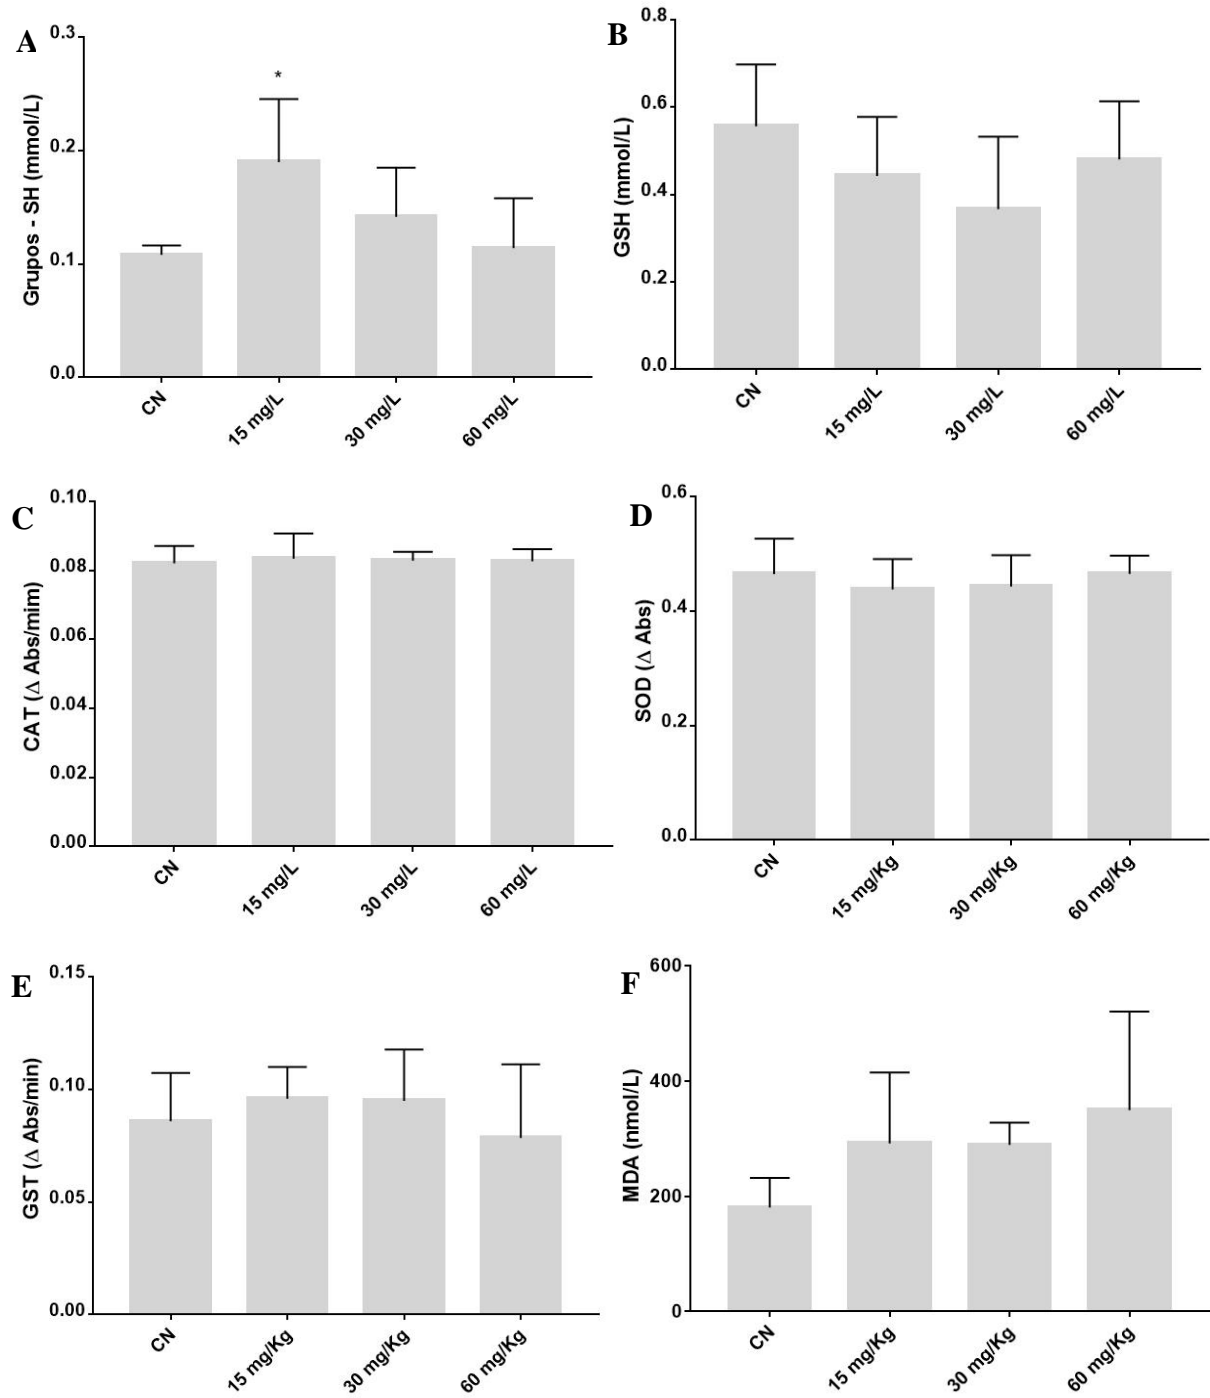 A
Grupos - SH (mmol/L)
0.3
0.2
0.1
0.0
*
CN
15 mg/L
30 mg/L
60 mg/L
B
GSH (mmol/L)
0.8
0.6
0.4
0.2
0.0
CN
15 mg/L
30 mg/L
60 mg/L
C
CAT (Δ Abs/mim)
0.10
0.08
0.06
0.04
0.02
0.00
CN
15 mg/L
30 mg/L
60 mg/L
D
SOD (Δ Abs)
0.6
0.4
0.2
0.0
CN
15 mg/Kg
30 mg/Kg
60 mg/Kg
E
GST (Δ Abs/min)
0.15
0.10
0.05
0.00
CN
15 mg/Kg
30 mg/Kg
60 mg/Kg
F
MDA (nmol/L)
600
400
200
0
CN
15 mg/Kg
30 mg/Kg
60 mg/Kg